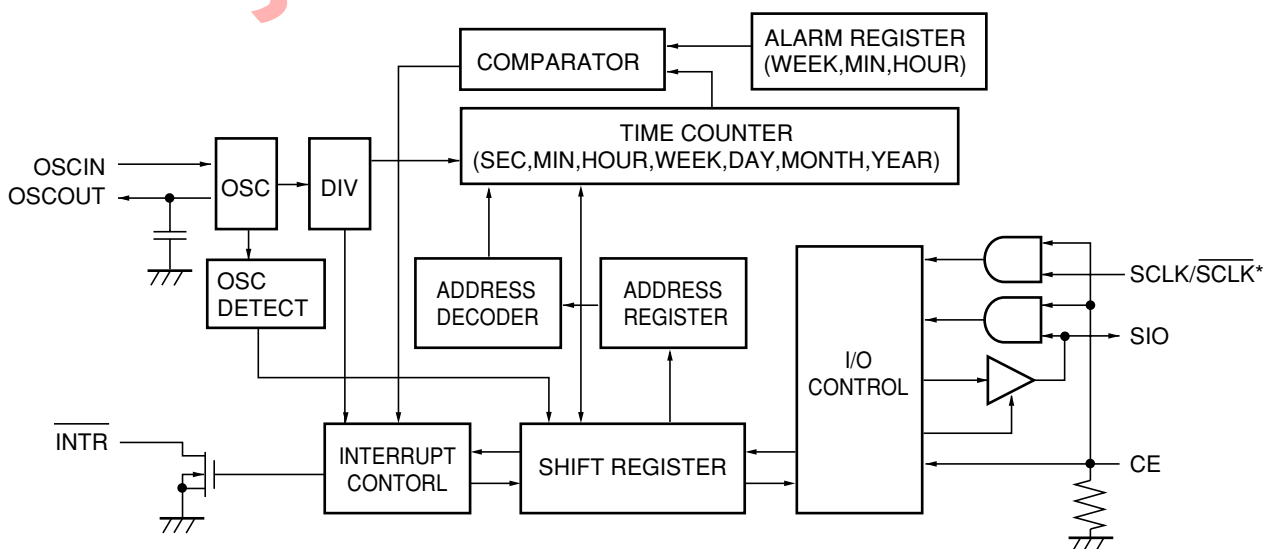 ALARM REGISTER
(WEEK,MIN,HOUR)
COMPARATOR
TIME COUNTER
(SEC,MIN,HOUR,WEEK,DAY,MONTH,YEAR)
OSCIN
OSCOUT
OSC
DIV
OSC
DETECT
ADDRESS
DECODER
ADDRESS
REGISTER
I/O
CONTROL
SCLK/SCLK*
SIO
CE
INTR
INTERRUPT
CONTORL
SHIFT REGISTER